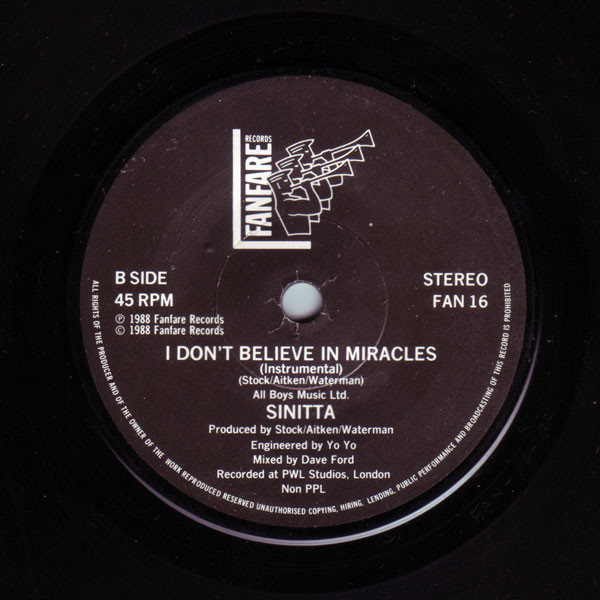 FANFARE
RECORDS
B SIDE
45 RPM
STEREO
FAN 16
℗ 1988 Fanfare Records
© 1988 Fanfare Records
I DON'T BELIEVE IN MIRACLES
(Instrumental)
(Stock/Aitken/Waterman)
All Boys Music Ltd.
SINITTA
Produced by Stock/Aitken/Waterman
Engineered by Yo Yo
Mixed by Dave Ford
Recorded at PWL Studios, London
Non PPL
ALL RIGHTS OF THE PRODUCER AND OF THE OWNER OF THE WORK REPRODUCED RESERVED UNAUTHORISED COPYING, HIRING, LENDING, PUBLIC PERFORMANCE AND BROADCASTING OF THIS RECORD IS PROHIBITED